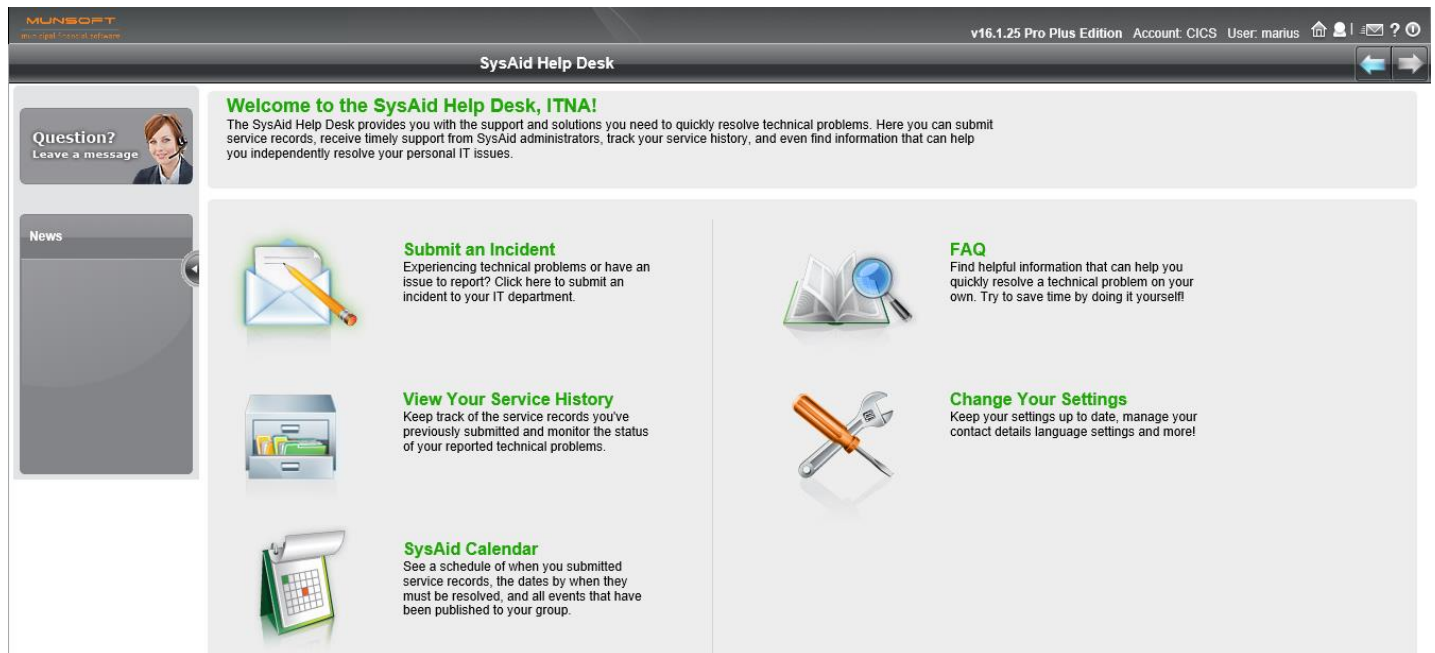 MUNSOFT
municipal financial software
v16.1.25 Pro Plus Edition Account: CICS User: marius
SysAid Help Desk
Question?
Leave a message
News
Welcome to the SysAid Help Desk, ITNA!
The SysAid Help Desk provides you with the support and solutions you need to quickly resolve technical problems. Here you can submit
service records, receive timely support from SysAid administrators, track your service history, and even find information that can help
you independently resolve your personal IT issues.
Submit an Incident
Experiencing technical problems or have an
issue to report? Click here to submit an
incident to your IT department.
FAQ
Find helpful information that can help you
quickly resolve a technical problem on your
own. Try to save time by doing it yourself!
View Your Service History
Keep track of the service records you've
previously submitted and monitor the status
of your reported technical problems.
Change Your Settings
Keep your settings up to date, manage your
contact details language settings and more!
SysAid Calendar
See a schedule of when you submitted
service records, the dates by when they
must be resolved, and all events that have
been published to your group.